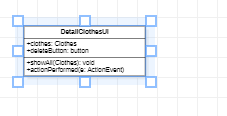 DetailClothesUI
+clothes: Clothes
+deleteButton: button
+showAll(Clothes): void
+actionPerformed(e: ActionEvent)